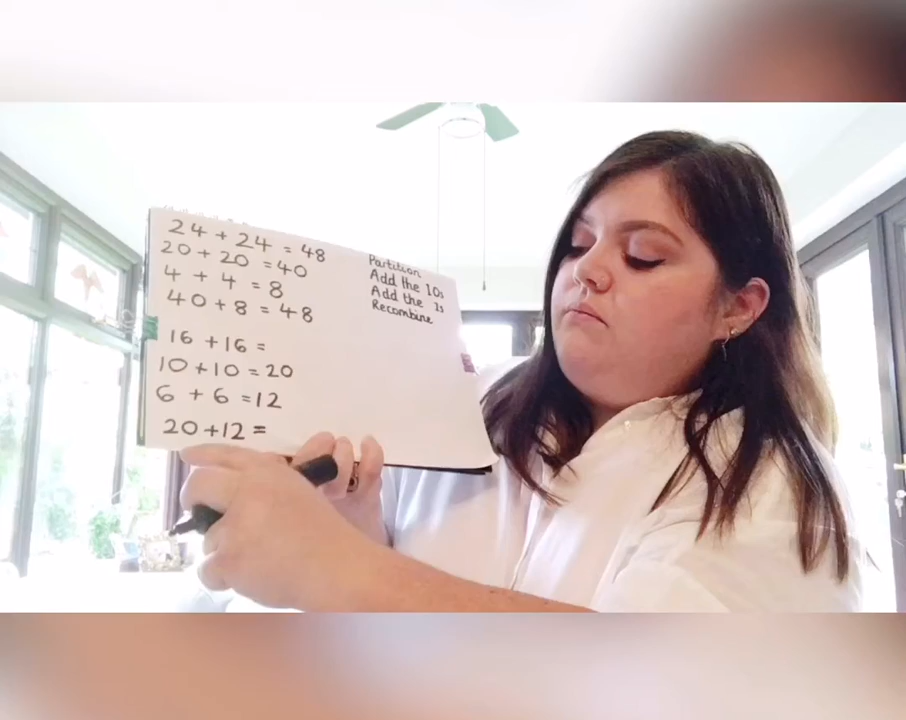 24 + 24 = 48
20 + 20 = 40
4 + 4 = 8
40 + 8 = 48
16 + 16 =
10 + 10 = 20
6 + 6 = 12
20 + 12 =
Partition
Add the 10s
Add the 1s
Recombine